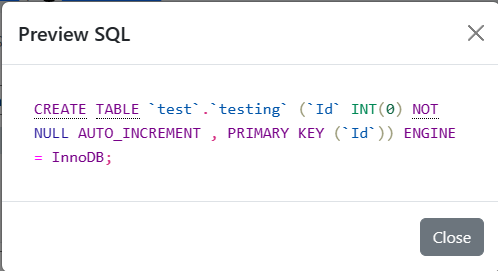 Preview SQL
CREATE TABLE `test`.`testing` (`Id` INT(0) NOT
NULL AUTO_INCREMENT , PRIMARY KEY (`Id`)) ENGINE
= InnoDB;
Close